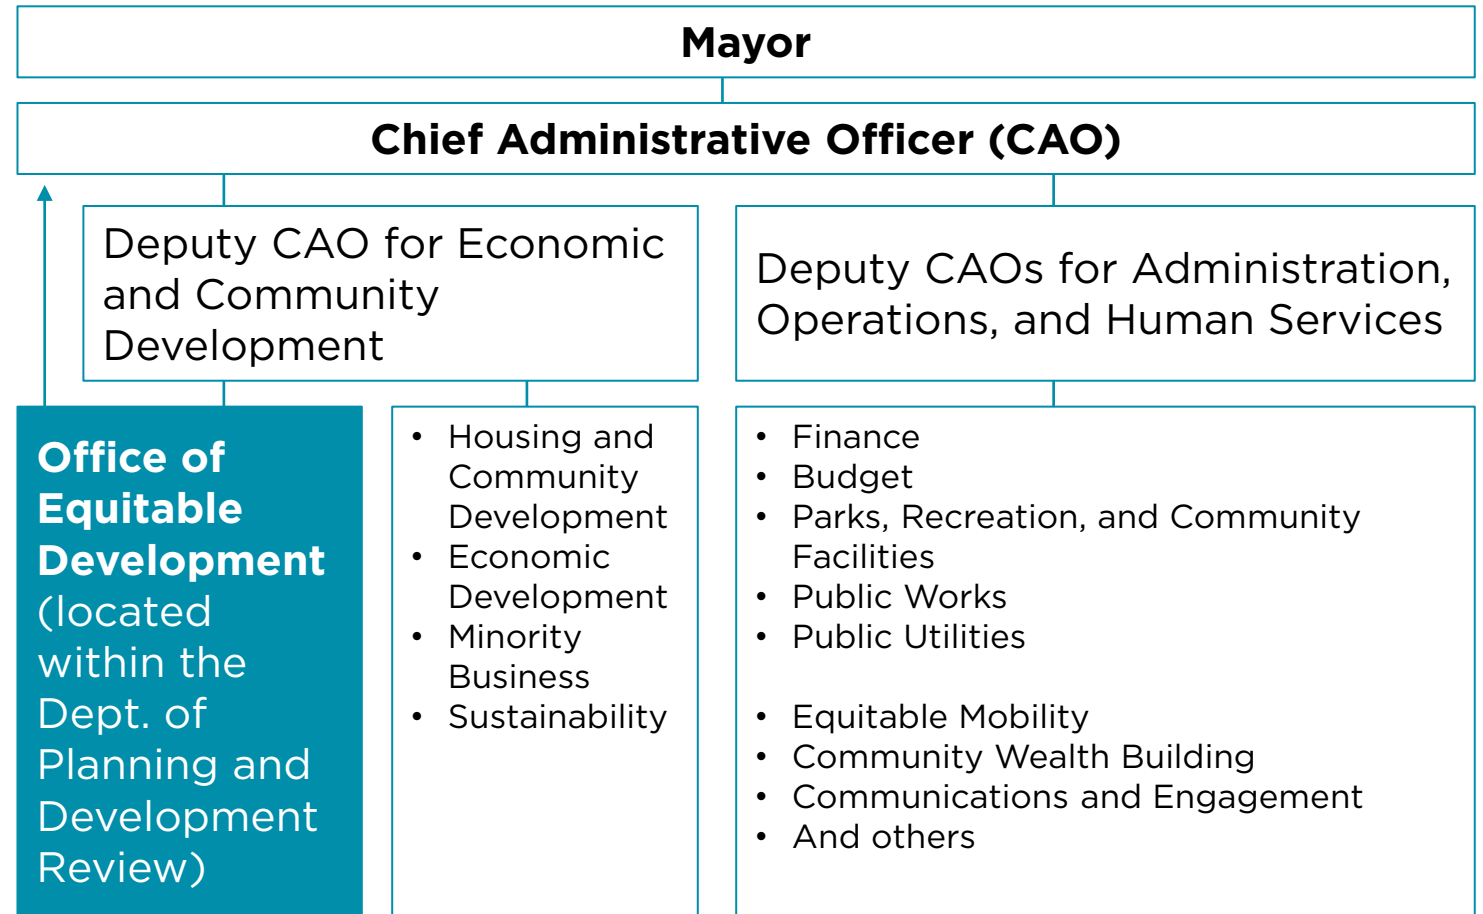 Mayor
Chief Administrative Officer (CAO)
Deputy CAO for Economic
and Community
Development
Deputy CAOs for Administration,
Operations, and Human Services
Office of
Equitable
Development
(located
within the
Dept. of
Planning and
Development
Review)
• Housing and
Community
Development
• Economic
Development
• Minority
Business
• Sustainability
• Finance
• Budget
• Parks, Recreation, and Community
Facilities
• Public Works
• Public Utilities
• Equitable Mobility
• Community Wealth Building
• Communications and Engagement
• And others